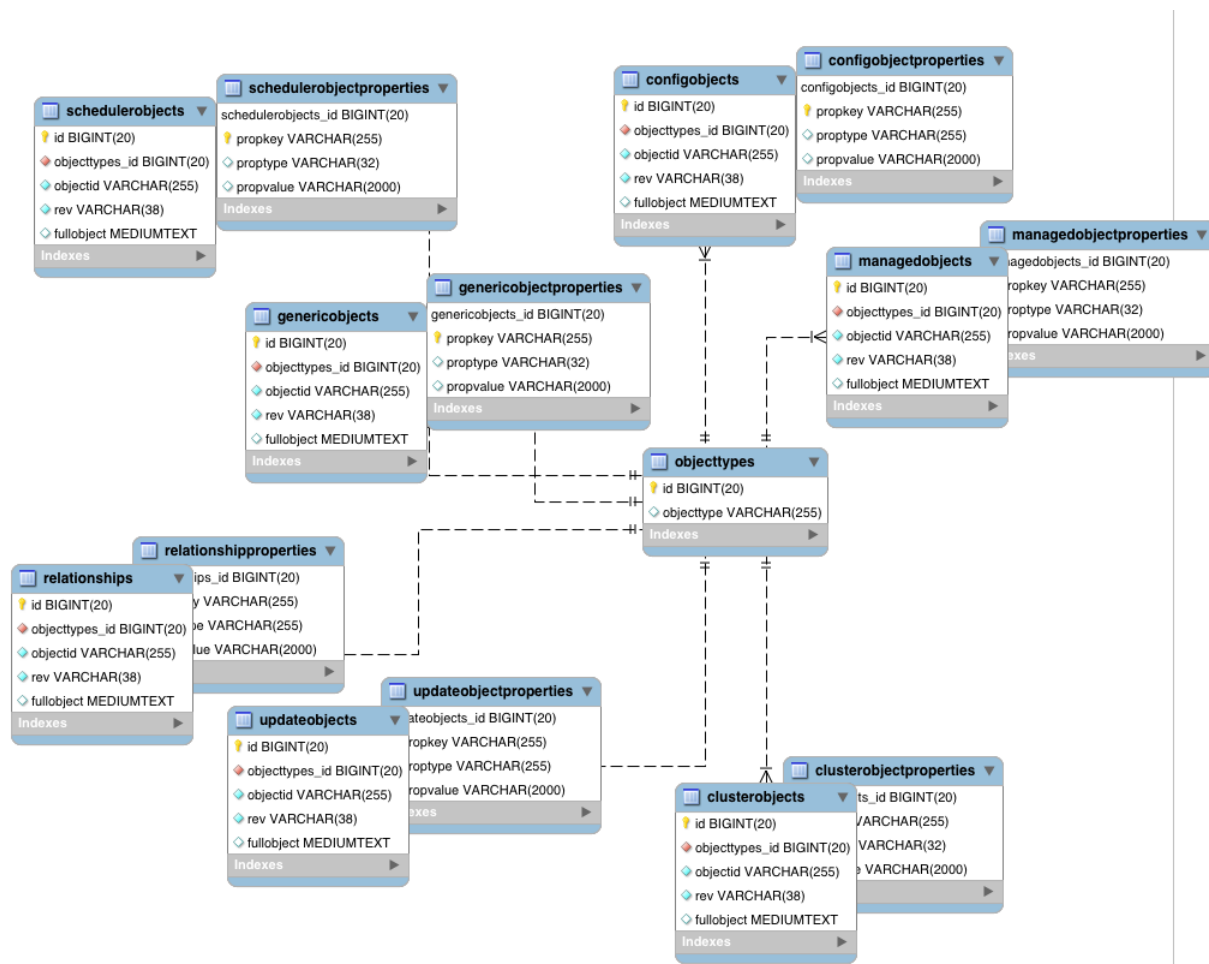 schedulerobjects
id BIGINT(20)
objecttypes_id BIGINT(20)
objectid VARCHAR(255)
rev VARCHAR(38)
fullobject MEDIUMTEXT
Indexes
schedulerobjectproperties
schedulerobjects_id BIGINT(20)
propkey VARCHAR(255)
proptype VARCHAR(32)
propvalue VARCHAR(2000)
Indexes
configobjects
id BIGINT(20)
objecttypes_id BIGINT(20)
objectid VARCHAR(255)
rev VARCHAR(38)
fullobject MEDIUMTEXT
Indexes
configobjectproperties
configobjects_id BIGINT(20)
propkey VARCHAR(255)
proptype VARCHAR(255)
propvalue VARCHAR(2000)
Indexes
managedobjects
id BIGINT(20)
objecttypes_id BIGINT(20)
objectid VARCHAR(255)
rev VARCHAR(38)
fullobject MEDIUMTEXT
Indexes
managedobjectproperties
nagedobjects_id BIGINT(20)
ropkey VARCHAR(255)
roptype VARCHAR(32)
ropvalue VARCHAR(2000)
exes
genericobjects
id BIGINT(20)
objecttypes_id BIGINT(20)
objectid VARCHAR(255)
rev VARCHAR(38)
fullobject MEDIUMTEXT
Indexes
genericobjectproperties
genericobjects_id BIGINT(20)
propkey VARCHAR(255)
proptype VARCHAR(32)
propvalue VARCHAR(2000)
Indexes
objecttypes
id BIGINT(20)
objecttype VARCHAR(255)
Indexes
relationships
id BIGINT(20)
objecttypes_id BIGINT(20)
objectid VARCHAR(255)
rev VARCHAR(38)
fullobject MEDIUMTEXT
Indexes
relationshipproperties
ips_id BIGINT(20)
y VARCHAR(255)
pe VARCHAR(255)
lue VARCHAR(2000)
updateobjects
id BIGINT(20)
objecttypes_id BIGINT(20)
objectid VARCHAR(255)
rev VARCHAR(38)
fullobject MEDIUMTEXT
Indexes
updateobjectproperties
ateobjects_id BIGINT(20)
ropkey VARCHAR(255)
roptype VARCHAR(255)
ropvalue VARCHAR(2000)
exes
clusterobjects
id BIGINT(20)
objecttypes_id BIGINT(20)
objectid VARCHAR(255)
rev VARCHAR(38)
fullobject MEDIUMTEXT
Indexes
clusterobjectproperties
ts_id BIGINT(20)
VARCHAR(255)
VARCHAR(32)
e VARCHAR(2000)